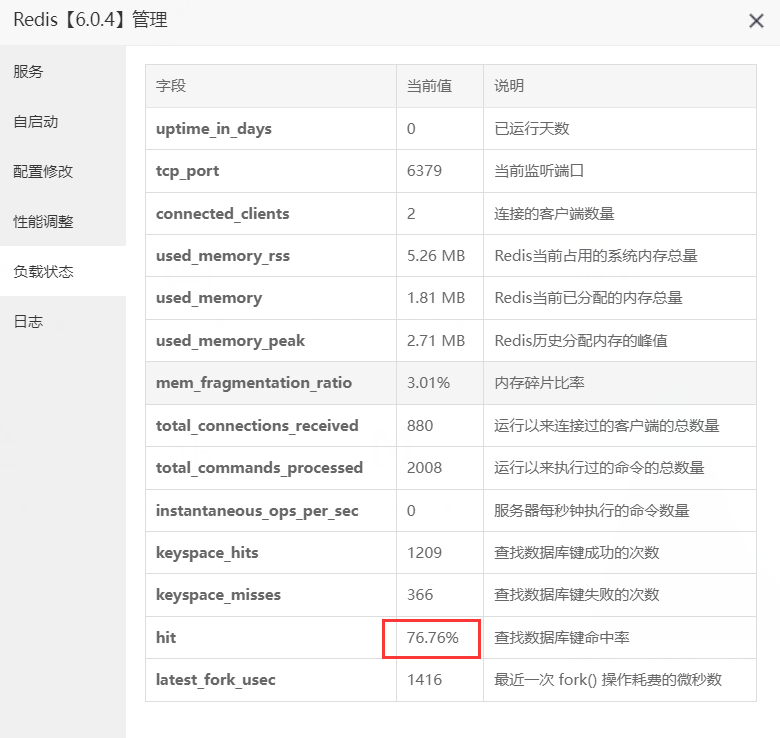 Redis【6.0.4】管理
服务
自启动
配置修改
性能调整
负载状态
日志
字段 当前值 说明
uptime_in_days 0 已运行天数
tcp_port 6379 当前监听端口
connected_clients 2 连接的客户端数量
used_memory_rss 5.26 MB Redis当前占用的系统内存总量
used_memory 1.81 MB Redis当前已分配的内存总量
used_memory_peak 2.71 MB Redis历史分配内存的峰值
mem_fragmentation_ratio 3.01% 内存碎片比率
total_connections_received 880 运行以来连接过的客户端的总数量
total_commands_processed 2008 运行以来执行过的命令的总数量
instantaneous_ops_per_sec 0 服务器每秒钟执行的命令数量
keyspace_hits 1209 查找数据库键成功的次数
keyspace_misses 366 查找数据库键失败的次数
hit 76.76% 查找数据库键命中率
latest_fork_usec 1416 最近一次 fork() 操作耗费的微秒数